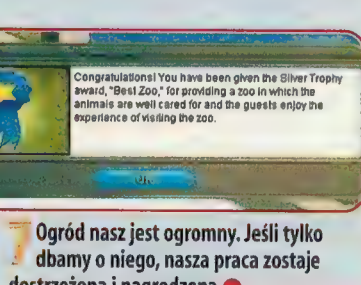 Congratulations! You have been given the Silver Trophy
award, "Best Zoo," for providing a zoo in which the
animals are well cared for and the guests enjoy the
experience of visiting the zoo.
Ogród nasz jest ogromny. Jeśli tylko
dbamy o niego, nasza praca zostaje
dostrzeżona i nagrodzona.